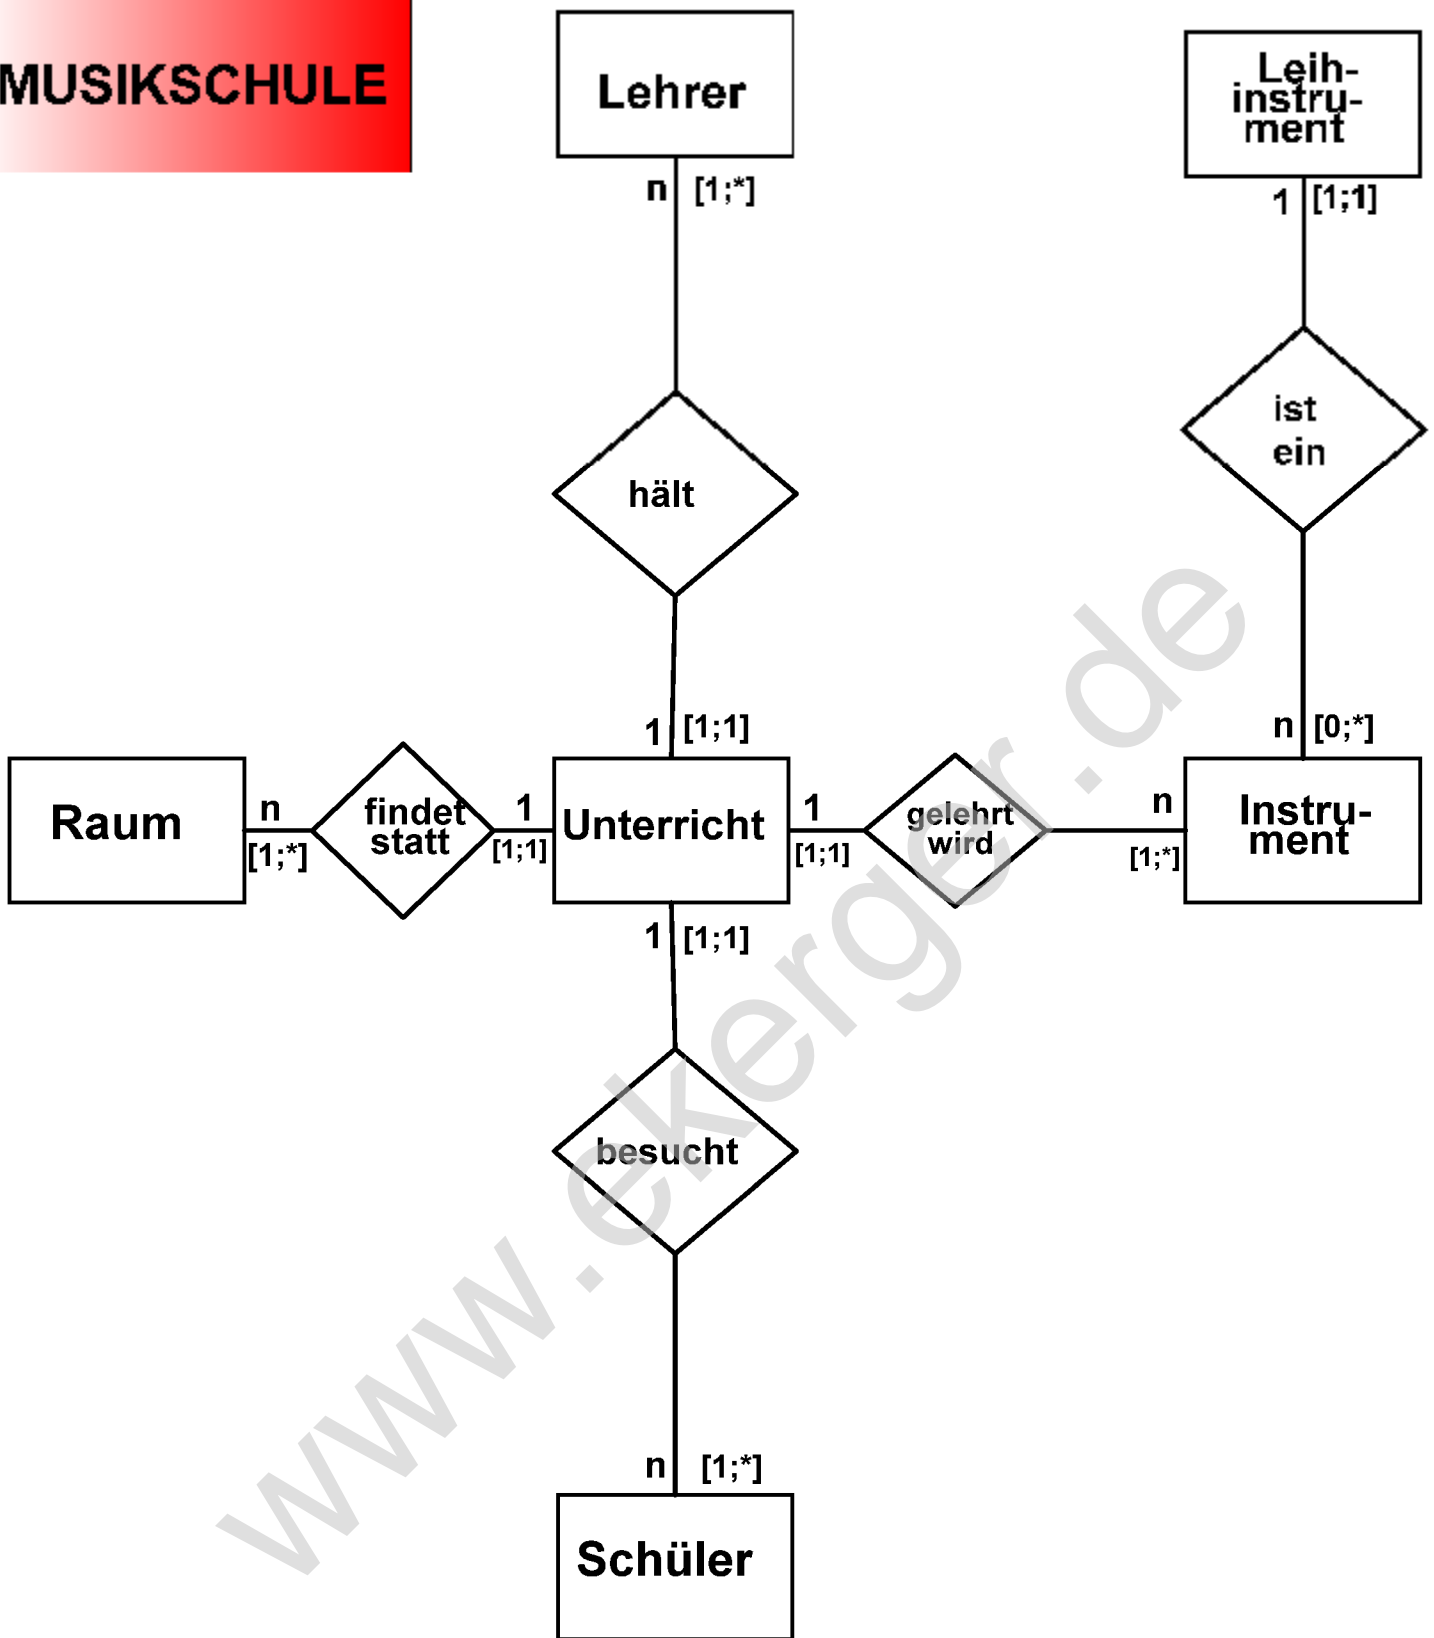 MUSIKSCHULE
Lehrer
Leih-
instru-
ment
n [1;*]
1 [1;1]
ist
ein
hält
1 [1;1]
n [0;*]
Raum
n
[1;*]
findet
statt
1
[1;1]
Unterricht
1
[1;1]
gelehrt
wird
n
[1;*]
Instru-
ment
1 [1;1]
besucht
n [1;*]
Schüler
www.ekerger.de